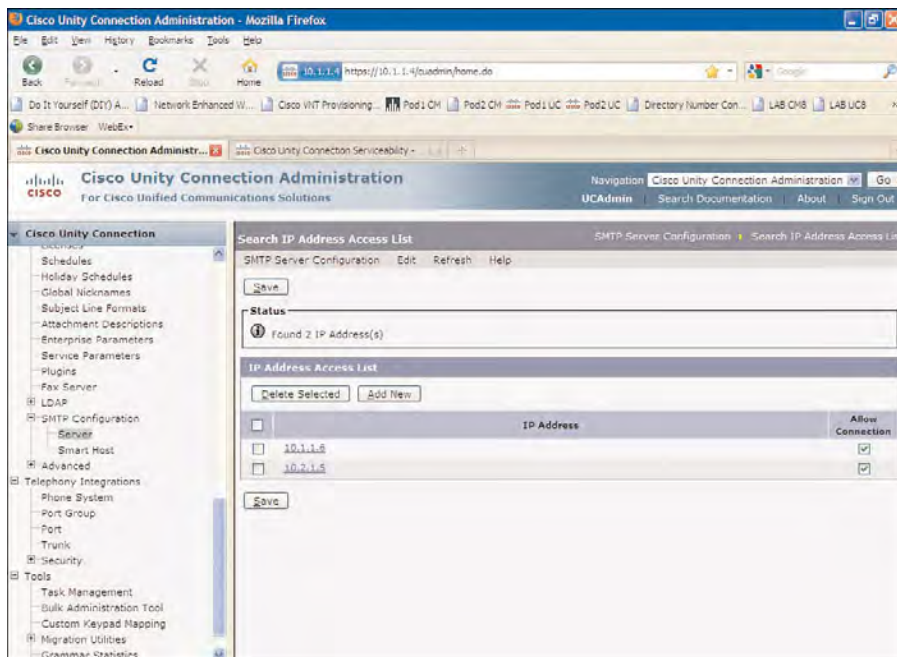 Cisco Unity Connection Administration - Mozilla Firefox
File Edit View History Bookmarks Tools Help
Back Forward Reload Stop Home 10.1.1.4 https://10.1.1.4/cuadmin/home.do Google
Do It Yourself (DIY) A... Network Enhanced W... Cisco VNT Provisioning... Pod1 CM Pod2 CM Pod1 UC Pod2 UC Directory Number Con... LAB CMB LAB UCB
Share Browser WebEx
Cisco Unity Connection Administr... Cisco Unity Connection Serviceability -
CISCO
Cisco Unity Connection Administration
For Cisco Unified Communications Solutions
Navigation Cisco Unity Connection Administration Go
UCAdmin Search Documentation About Sign Out
Cisco Unity Connection
Licenses
Schedules
Holiday Schedules
Global Nicknames
Subject Line Formats
Attachment Descriptions
Enterprise Parameters
Service Parameters
Plugins
Fax Server
LDAP
SMTP Configuration
Server
Smart Host
Advanced
Telephony Integrations
Phone System
Port Group
Port
Trunk
Security
Tools
Task Management
Bulk Administration Tool
Custom Keypad Mapping
Migration Utilities
Grammar Statistics
Search IP Address Access List
SMTP Server Configuration Search IP Address Access Lis
SMTP Server Configuration Edit Refresh Help
Save
Status
Found 2 IP Address(s)
IP Address Access List
Delete Selected Add New
IP Address Allow Connection
10.1.1.6
10.2.1.5
Save